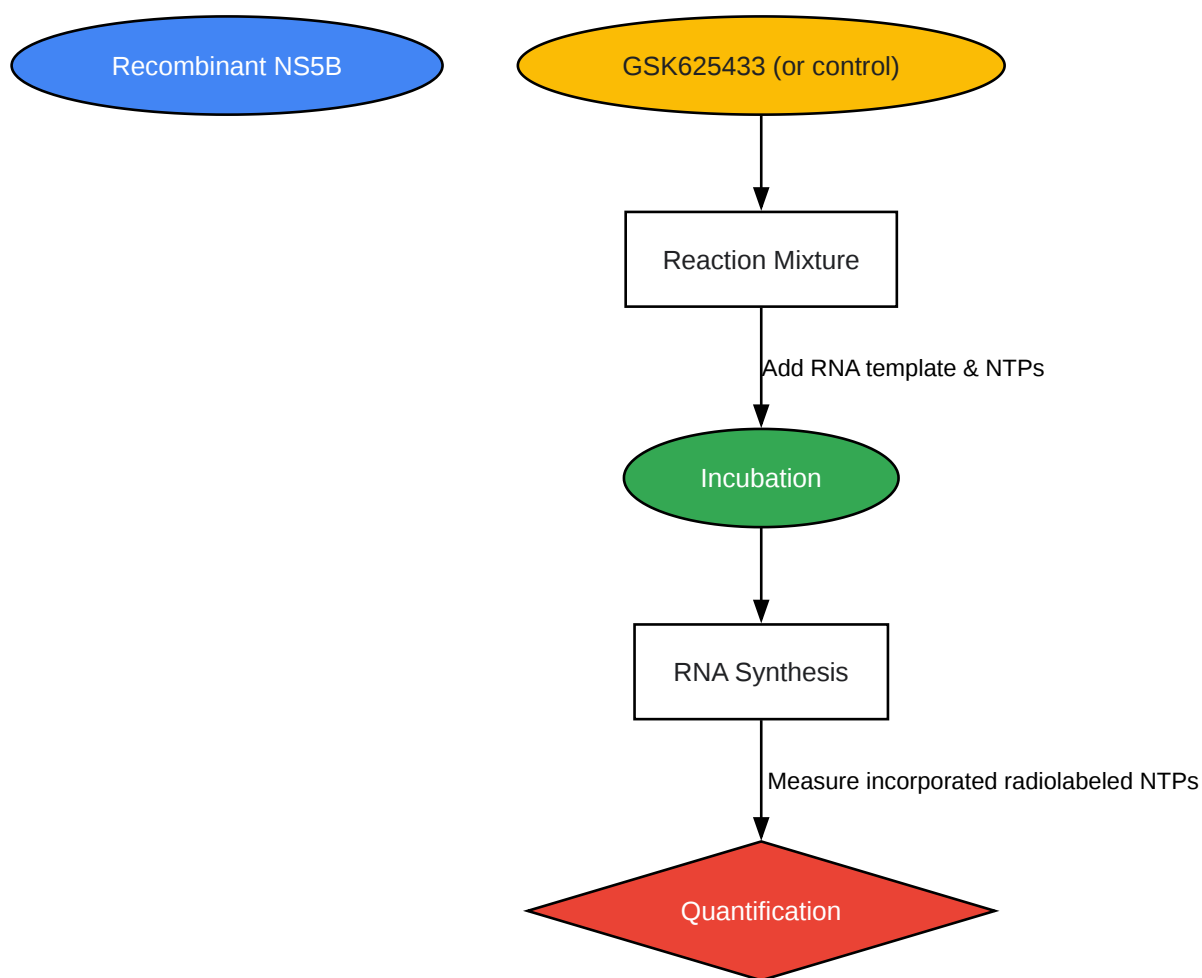 Recombinant NS5B
GSK625433 (or control)
Reaction Mixture
Add RNA template & NTPs
Incubation
RNA Synthesis
Measure incorporated radiolabeled NTPs
Quantification